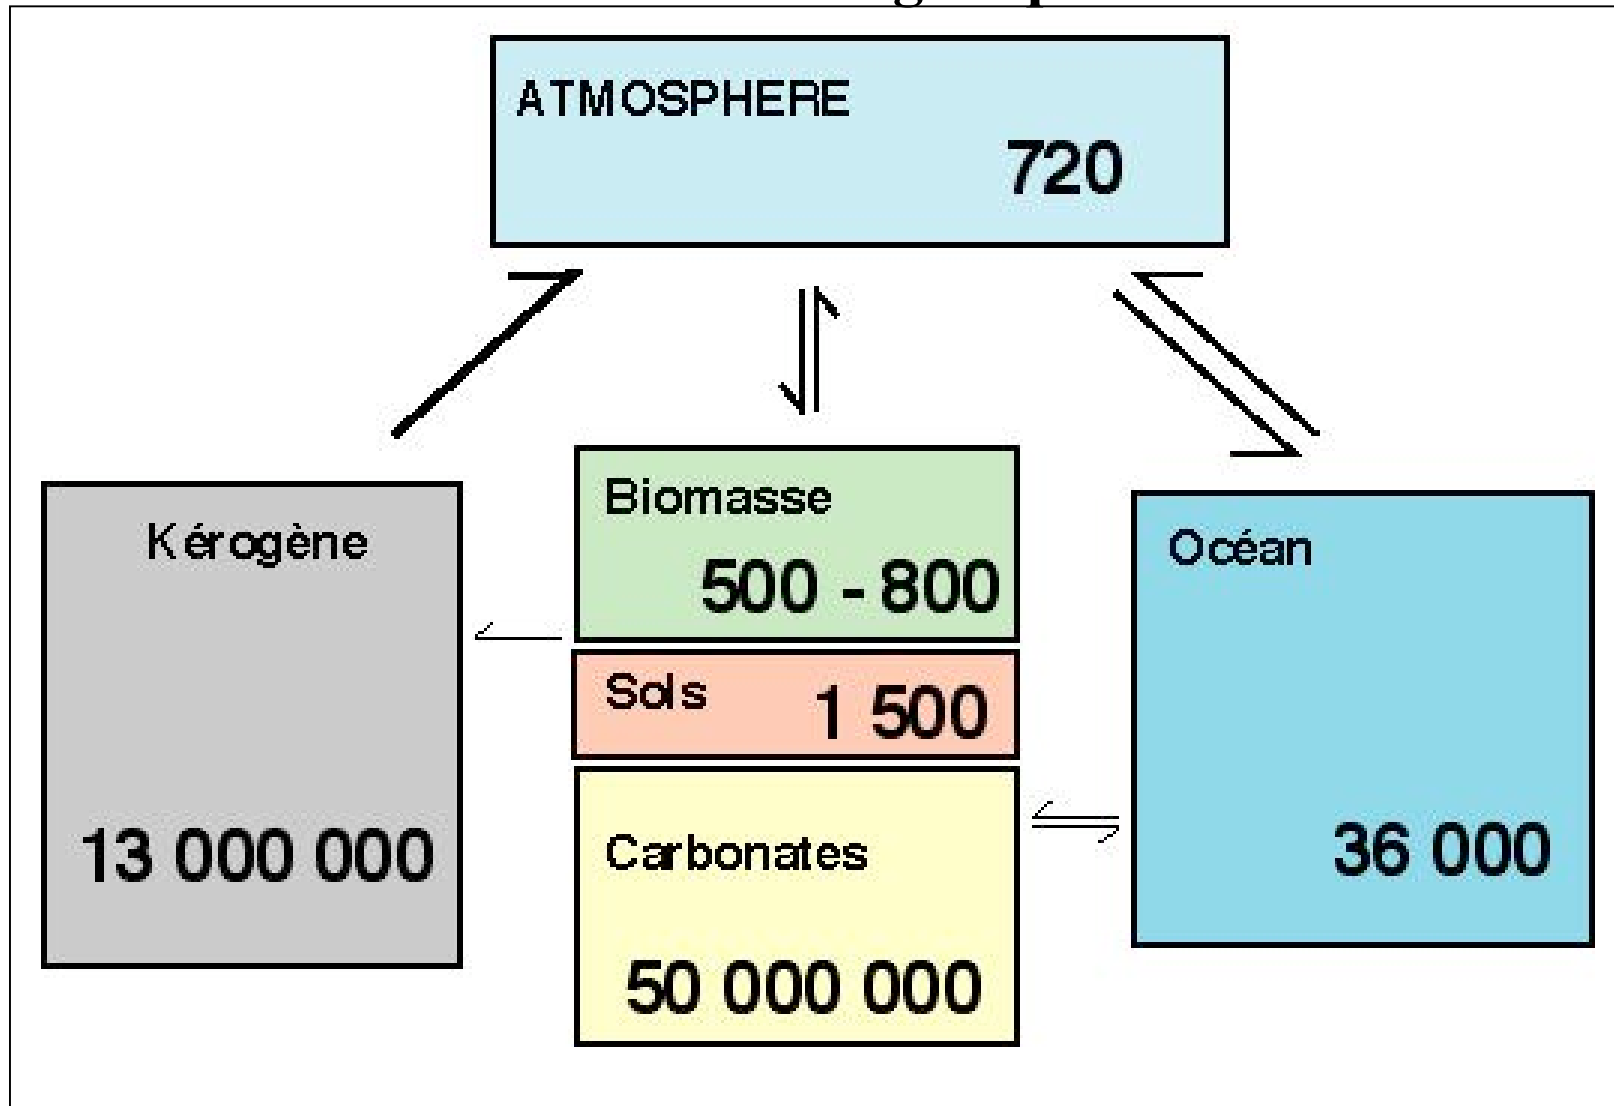 ATMOSPHERE
720
Kérogène
13 000 000
Biomasse
500 - 800
Sols 1 500
Carbonates
50 000 000
Océan
36 000